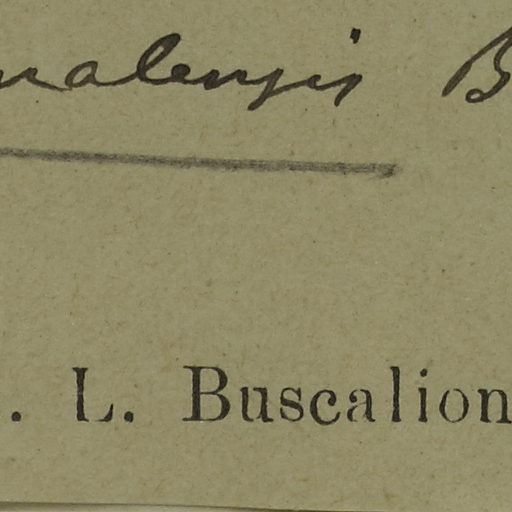 nalensis B
. L. Buscalion